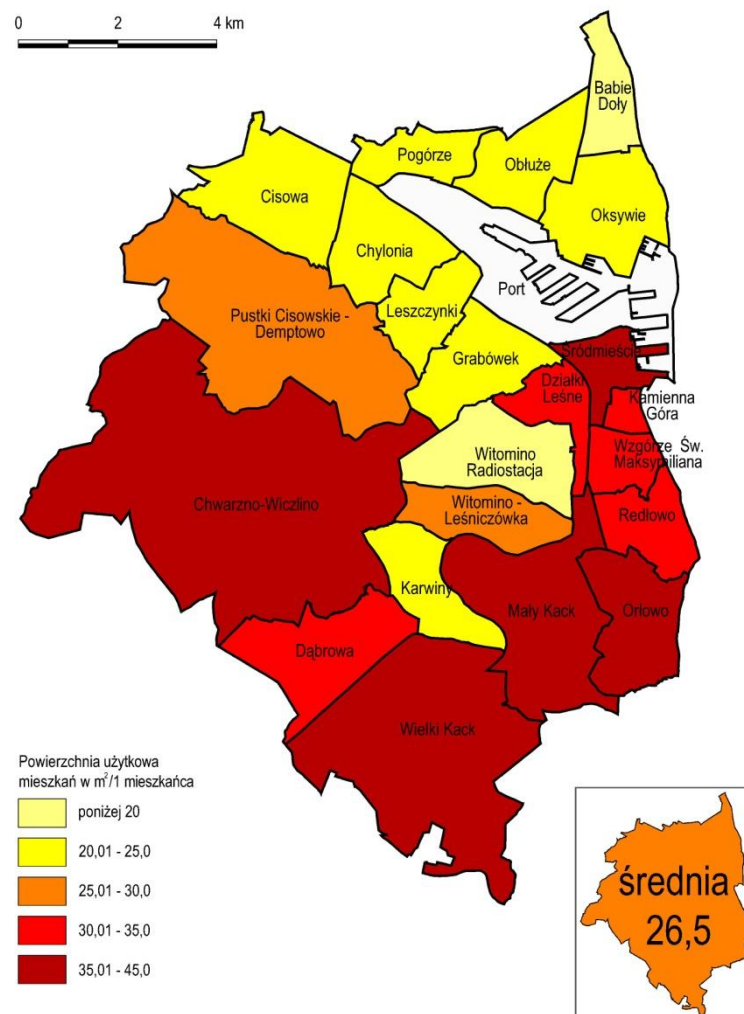 0 2 4 km
Babie
Doły
Pogórze
Obłuże
Cisowa
Oksywie
Chylonia
Port
Leszczynki
Pustki Cisowskie -
Demptowo
Grabówek
Śródmieście
Działki
Leśne
Kamienna
Góra
Witomino
Radiostacja
Wzgórze Św.
Maksymiliana
Chwarzno-Wiczlino
Witomino -
Leśniczówka
Redłowo
Karwiny
Mały Kack
Orłowo
Dąbrowa
Wielki Kack
Powierzchnia użytkowa
mieszkań w m²/1 mieszkańca
poniżej 20
20,01 - 25,0
25,01 - 30,0
30,01 - 35,0
35,01 - 45,0
średnia
26,5